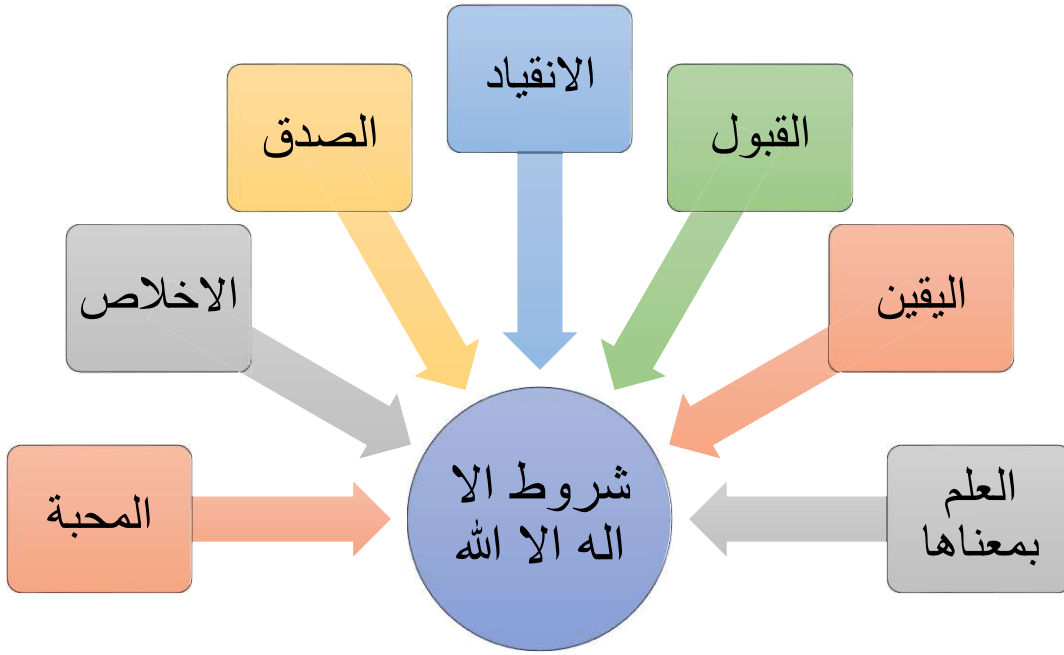 الانقياد
القبول
الصدق
اليقين
الاخلاص
العلم
بمعناها
المحبة
شروط الا
اله الا الله